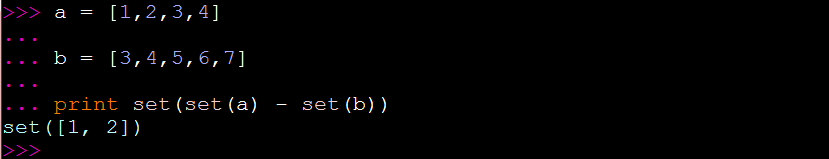 >>> a = [1,2,3,4]
...
... b = [3,4,5,6,7]
...
... print set(set(a) - set(b))
set([1, 2])
>>>